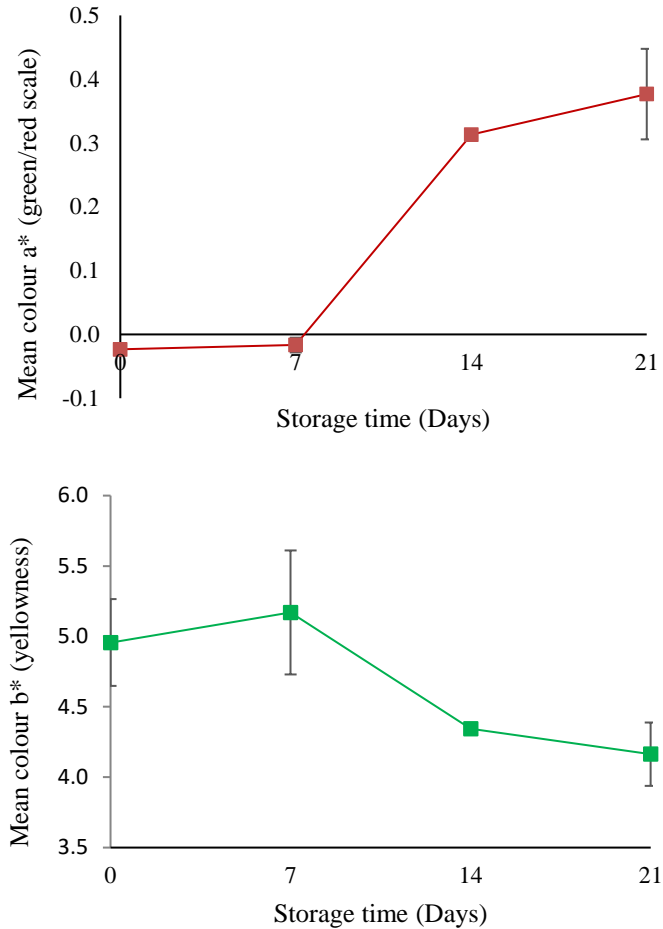 0.5
0.4
0.3
0.2
0.1
0.0
-0.1
0 7 14 21
Mean colour a* (green/red scale)
Storage time (Days)
6.0
5.5
5.0
4.5
4.0
3.5
0 7 14 21
Mean colour b* (yellowness)
Storage time (Days)